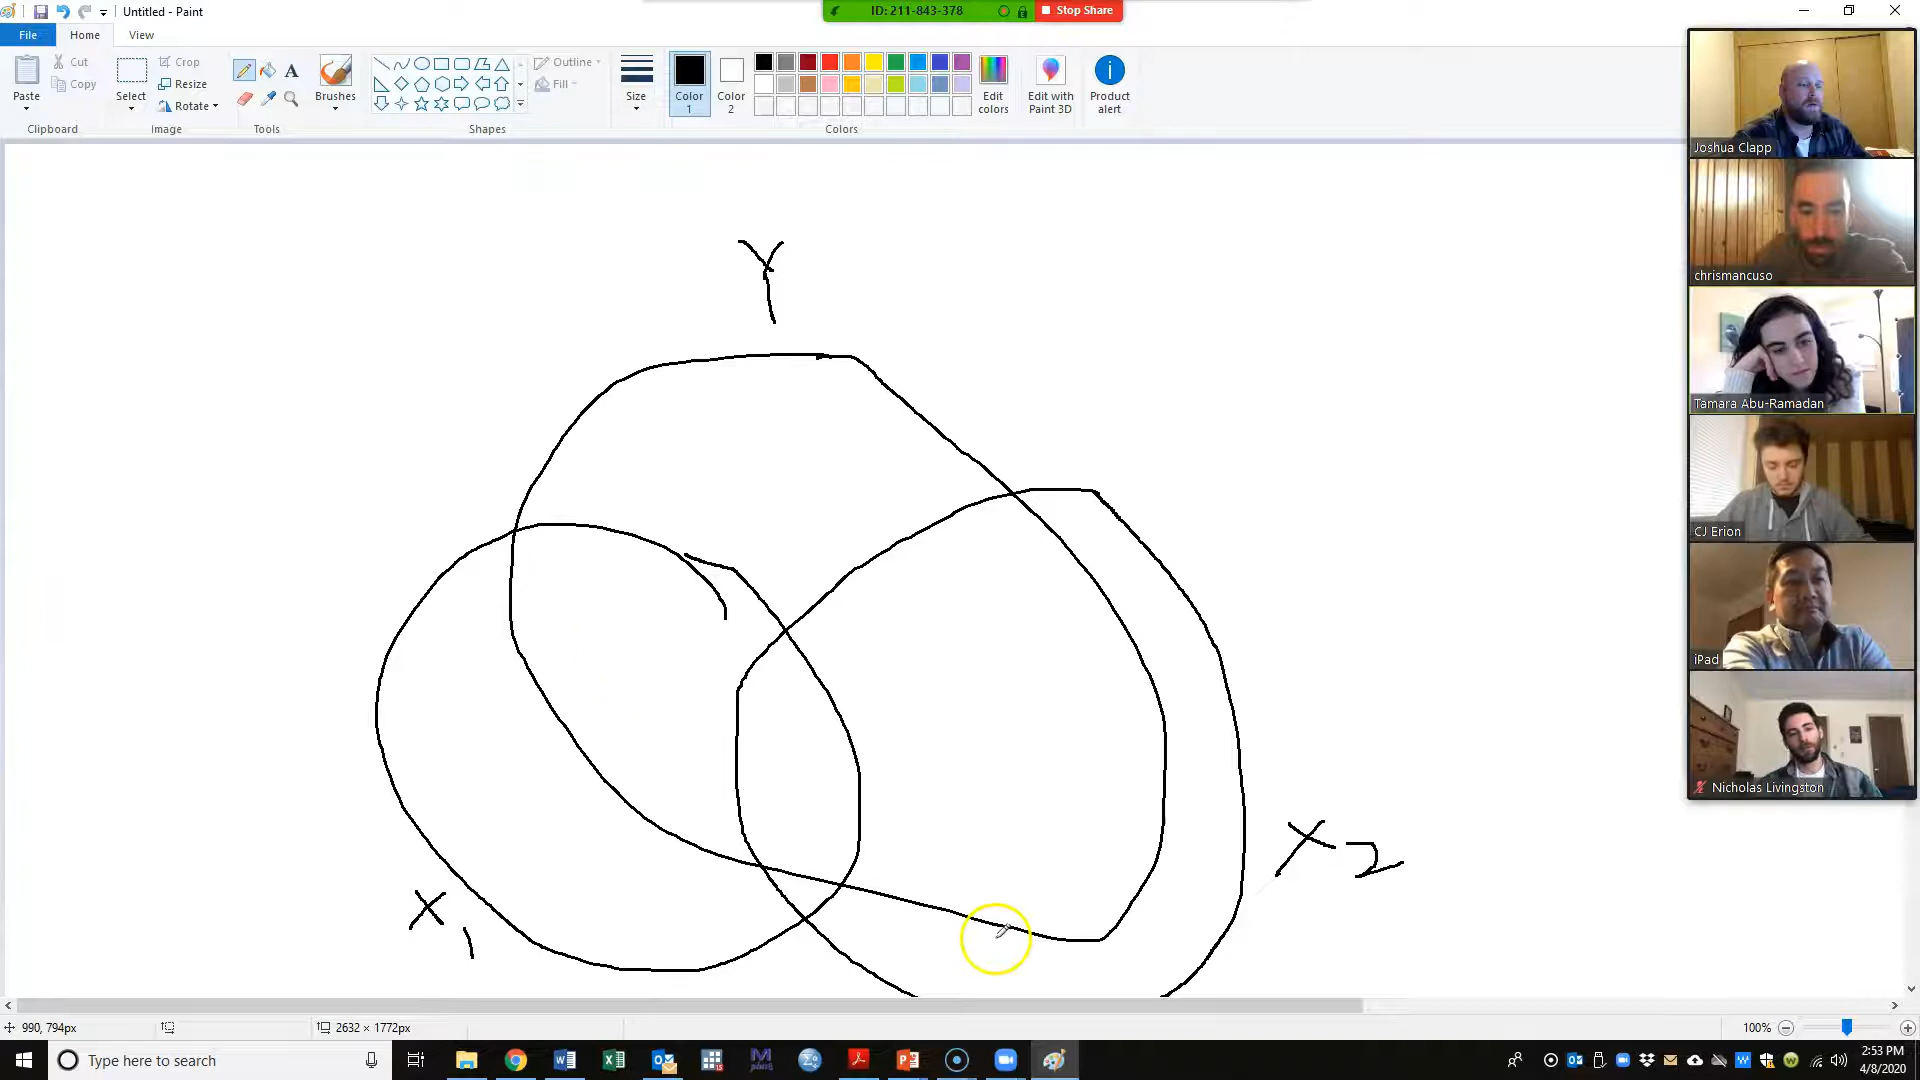 Untitled - Paint
ID: 211-843-378
Stop Share
File
Home
View
Paste
Cut
Copy
Clipboard
Select
Crop
Resize
Rotate
Image
A
Tools
Brushes
Shapes
Outline
Fill
Size
Color
1
Color
2
Colors
Edit
colors
Edit with
Paint 3D
Product
alert
Joshua Clapp
chrismancuso
Tamara Abu-Ramadan
CJ Erion
iPad
Nicholas Livingston
Y
X1
X2
990, 794px
2632 × 1772px
100%
Type here to search
2:53 PM
4/8/2020